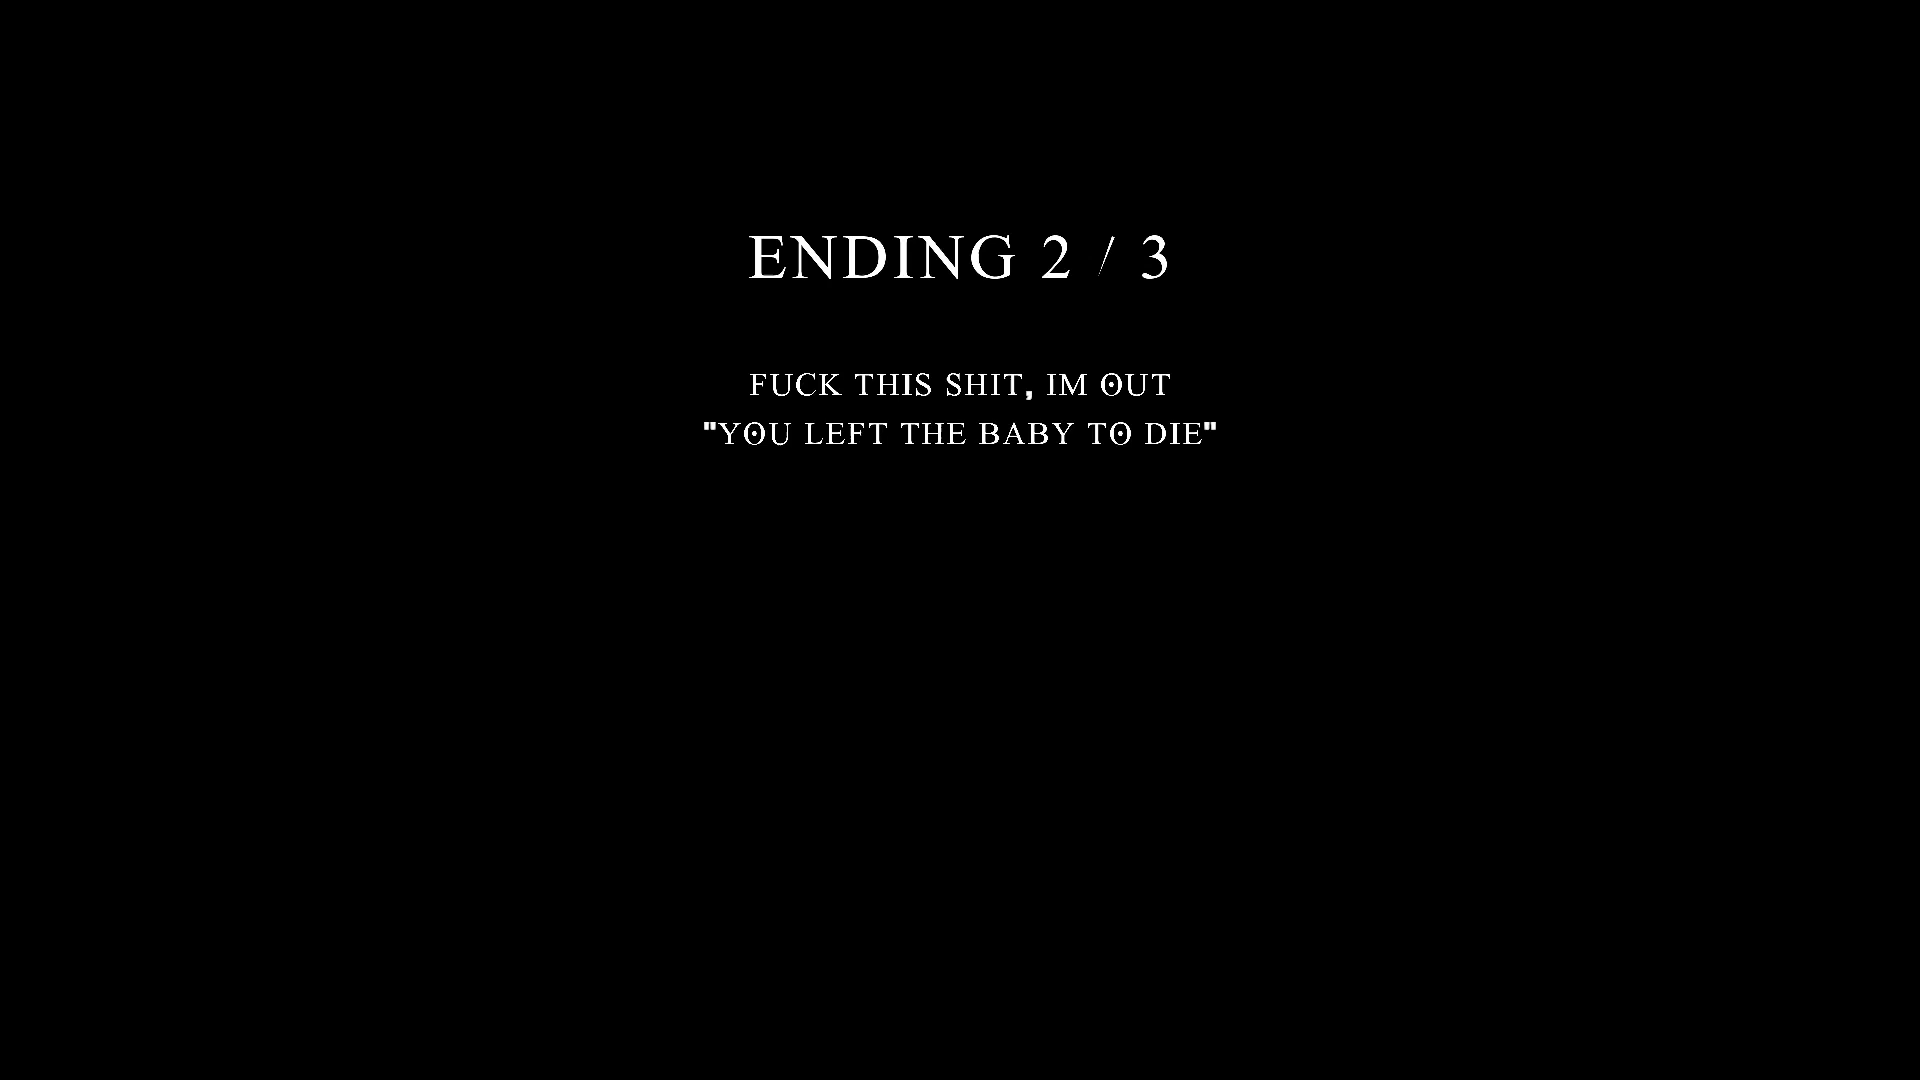 ENDING 2 / 3
FUCK THIS SHIT, IM OUT
"YOU LEFT THE BABY TO DIE"